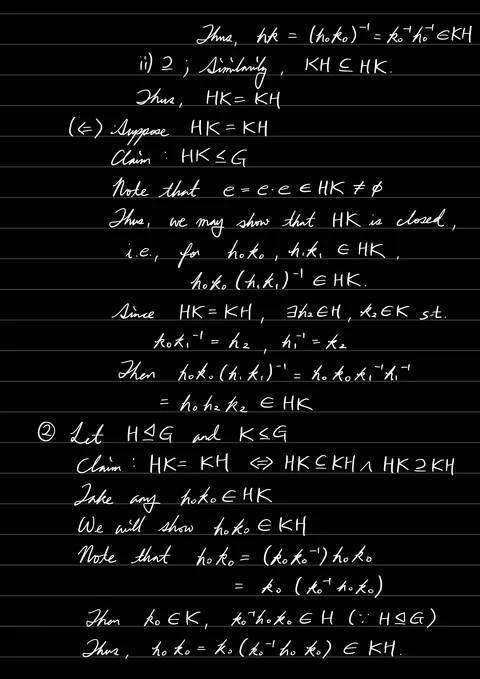 Thus, hk = (h₀k₀)⁻¹ = k₀⁻¹h₀⁻¹ ∈ KH
ii) ⊇ ; Similarly, KH ⊆ HK.
Thus, HK = KH
(⇐) Suppose HK = KH
Claim : HK ≤ G
Note that e = e·e ∈ HK ≠ ∅
Thus, we may show that HK is closed,
i.e., for h₀k₀, h₁k₁ ∈ HK,
h₀k₀(h₁k₁)⁻¹ ∈ HK.
Since HK = KH, ∃h₂∈H, k₂∈K s.t.
k₀k₁⁻¹ = h₂, h₁⁻¹ = k₂
Then h₀k₀(h₁k₁)⁻¹ = h₀k₀k₁⁻¹h₁⁻¹
= h₀h₂k₂ ∈ HK
② Let H⊴G and K≤G
Claim : HK = KH ⇔ HK⊆KH ∧ HK⊇KH
Take any h₀k₀∈HK
We will show h₀k₀∈KH
Note that h₀k₀ = (k₀k₀⁻¹)h₀k₀
= k₀ (k₀⁻¹h₀k₀)
Then k₀∈K, k₀⁻¹h₀k₀∈H (∵ H⊴G)
Thus, h₀k₀ = k₀(k₀⁻¹h₀k₀) ∈ KH.